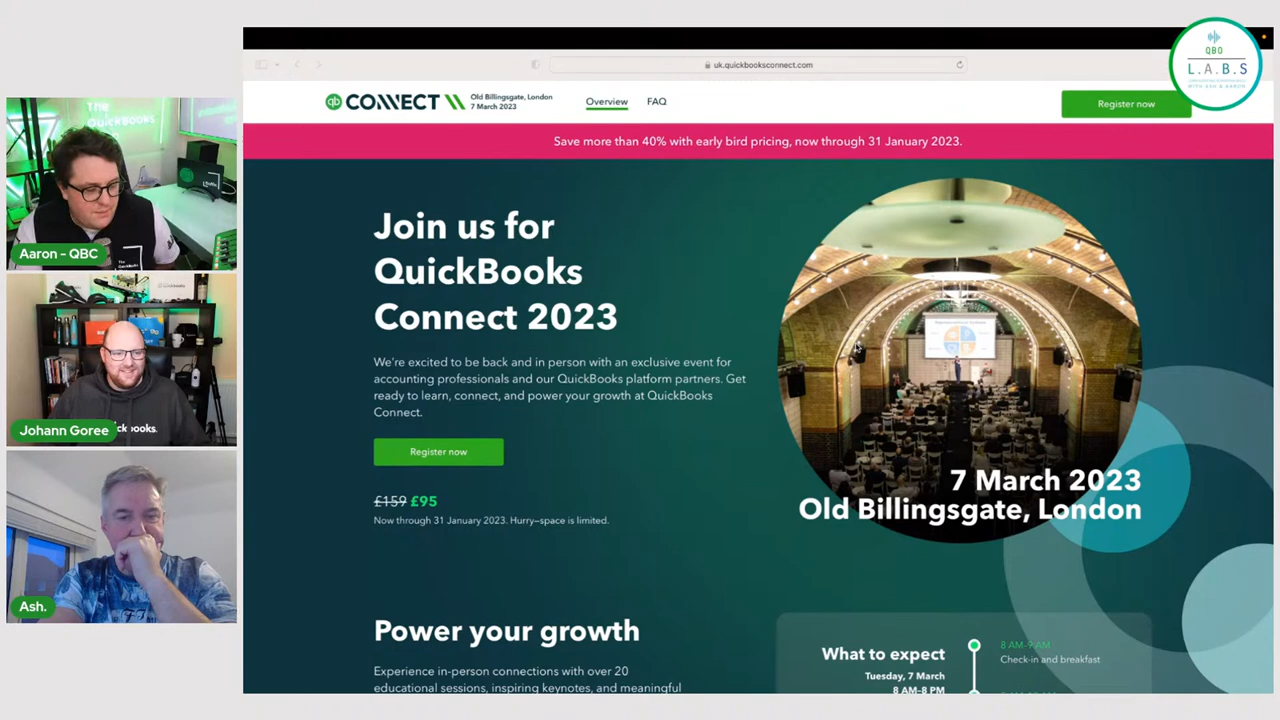 The
QuickBooks
Aaron - QBC
Johann Goree
Ash.
QBO
L.A.B.S
uk.quickbooksconnect.com
qb CONNECT
Old Billingsgate, London
7 March 2023
Overview
FAQ
Register now
Save more than 40% with early bird pricing, now through 31 January 2023.
Join us for
QuickBooks
Connect 2023
We're excited to be back and in person with an exclusive event for
accounting professionals and our QuickBooks platform partners. Get
ready to learn, connect, and power your growth at QuickBooks
Connect.
Register now
£159 £95
Now through 31 January 2023. Hurry—space is limited.
7 March 2023
Old Billingsgate, London
Power your growth
Experience in-person connections with over 20
educational sessions, inspiring keynotes, and meaningful
What to expect
Tuesday, 7 March
8 AM-8 PM
8 AM-9 AM
Check-in and breakfast